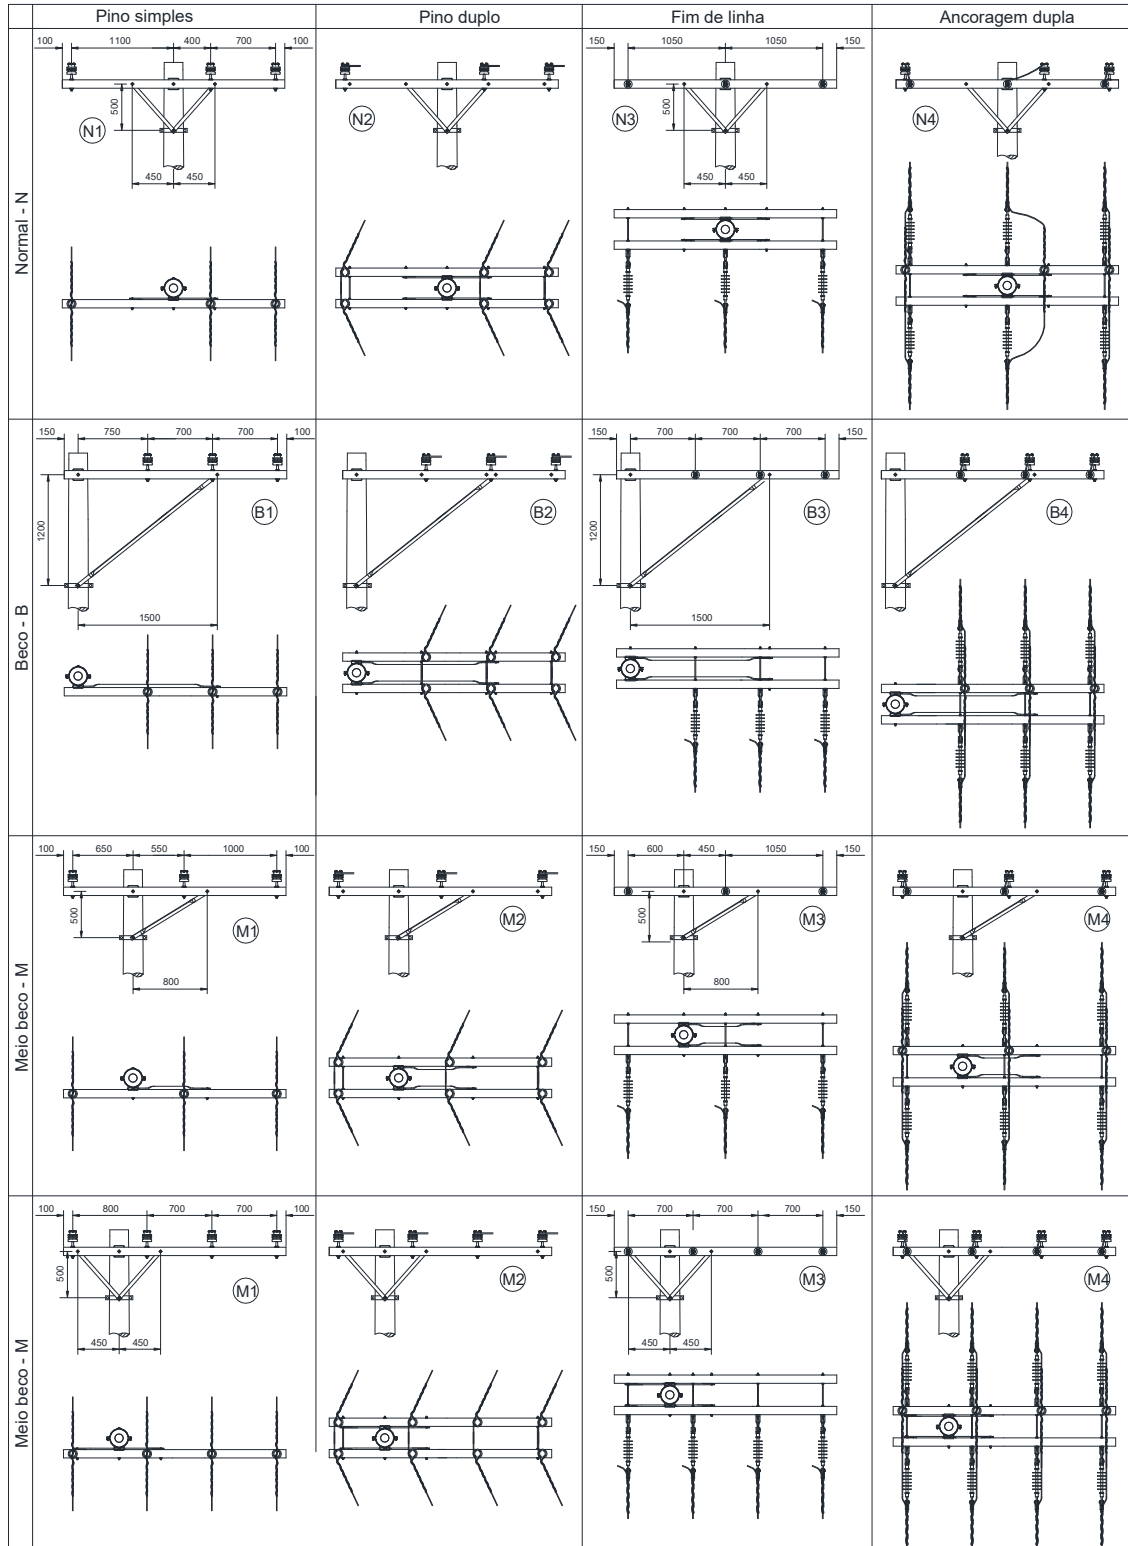 Pino simples
Pino duplo
Fim de linha
Ancoragem dupla
Normal - N
100 1100 400 700 100
500
N1
450 450
N2
150 1050 1050 150
500
N3
450 450
N4
Beco - B
150 750 700 700 100
1200
B1
1500
B2
150 700 700 700 150
1200
B3
1500
B4
Meio beco - M
100 650 550 1000 100
500
M1
800
M2
150 600 450 1050 150
500
M3
800
M4
Meio beco - M
100 800 700 700 100
500
M1
450 450
M2
150 700 700 700 150
500
M3
450 450
M4